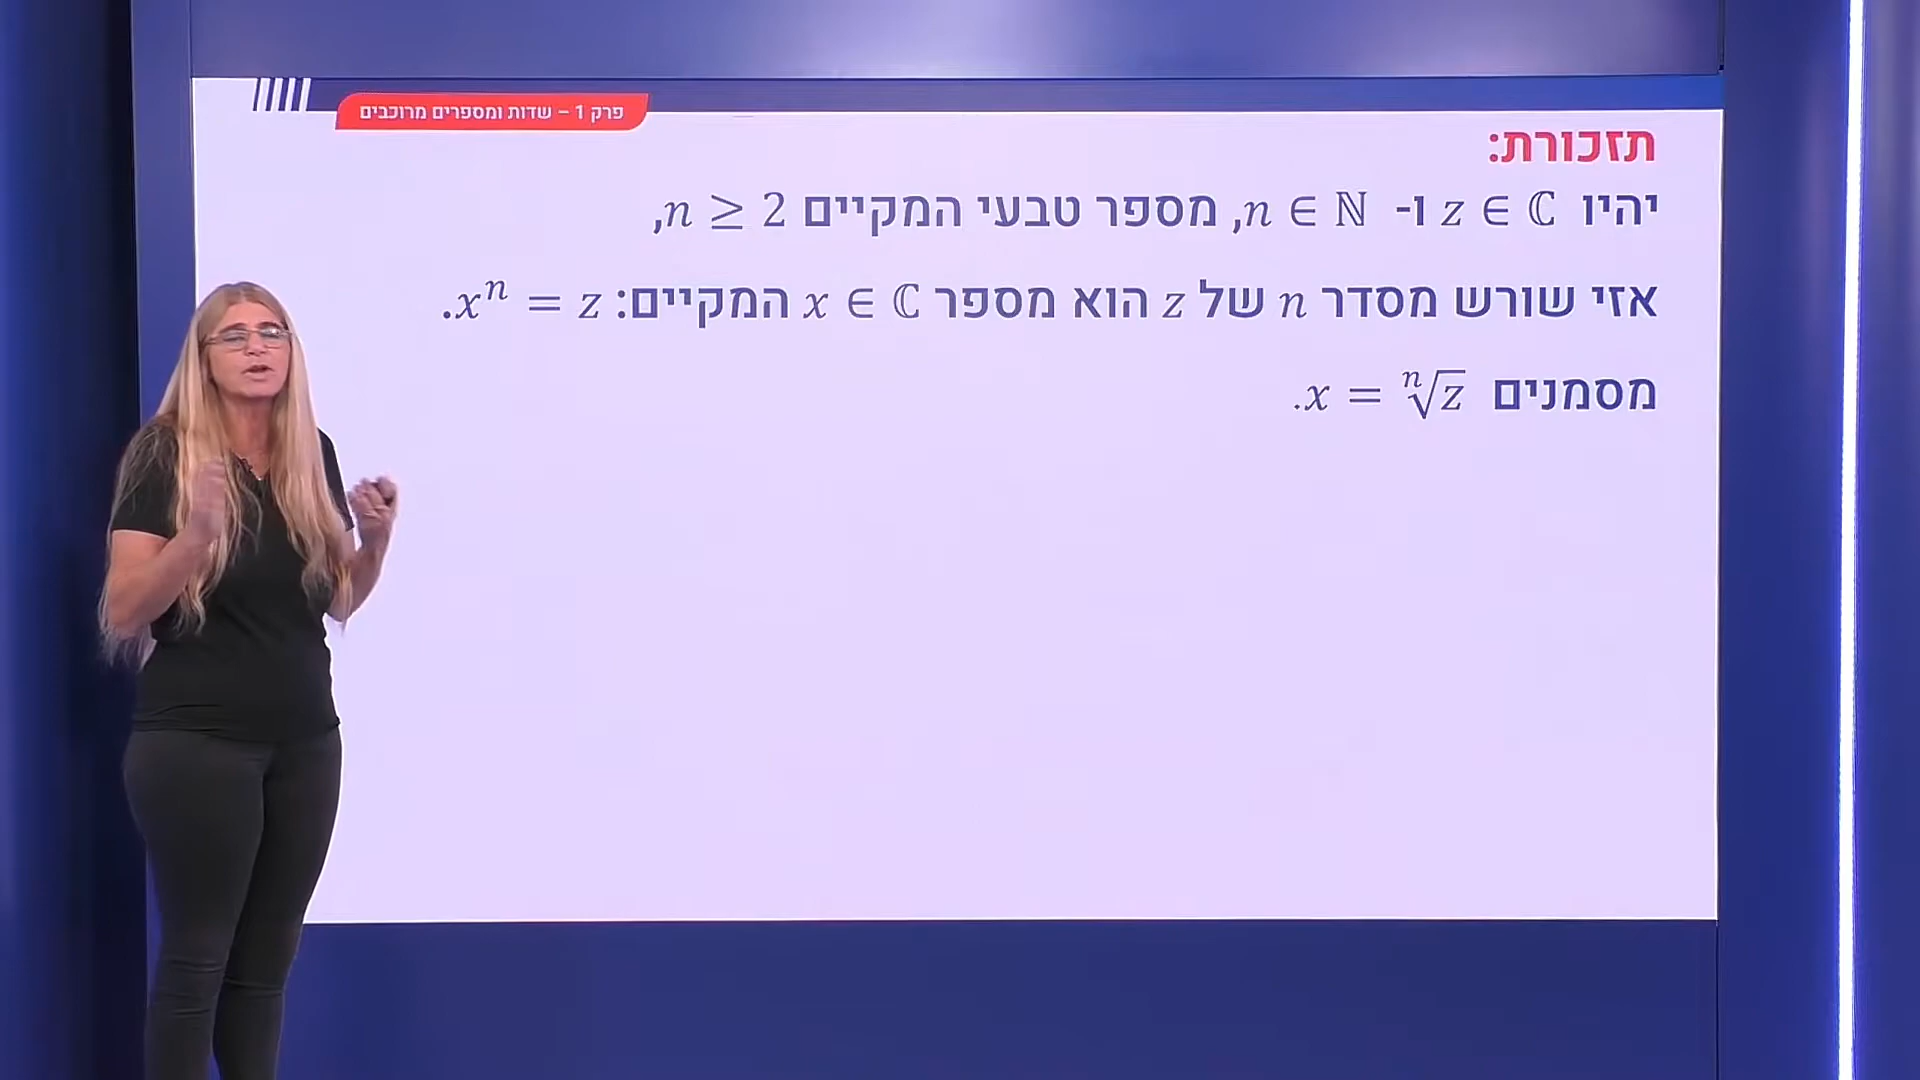 פרק 1 – שדות ומספרים מרוכבים
תזכורת:
יהיו z ∈ ℂ ו- n ∈ ℕ, מספר טבעי המקיים n ≥ 2,
אזי שורש מסדר n של z הוא מספר x ∈ ℂ המקיים: xⁿ = z.
מסמנים x = ⁿ√z.